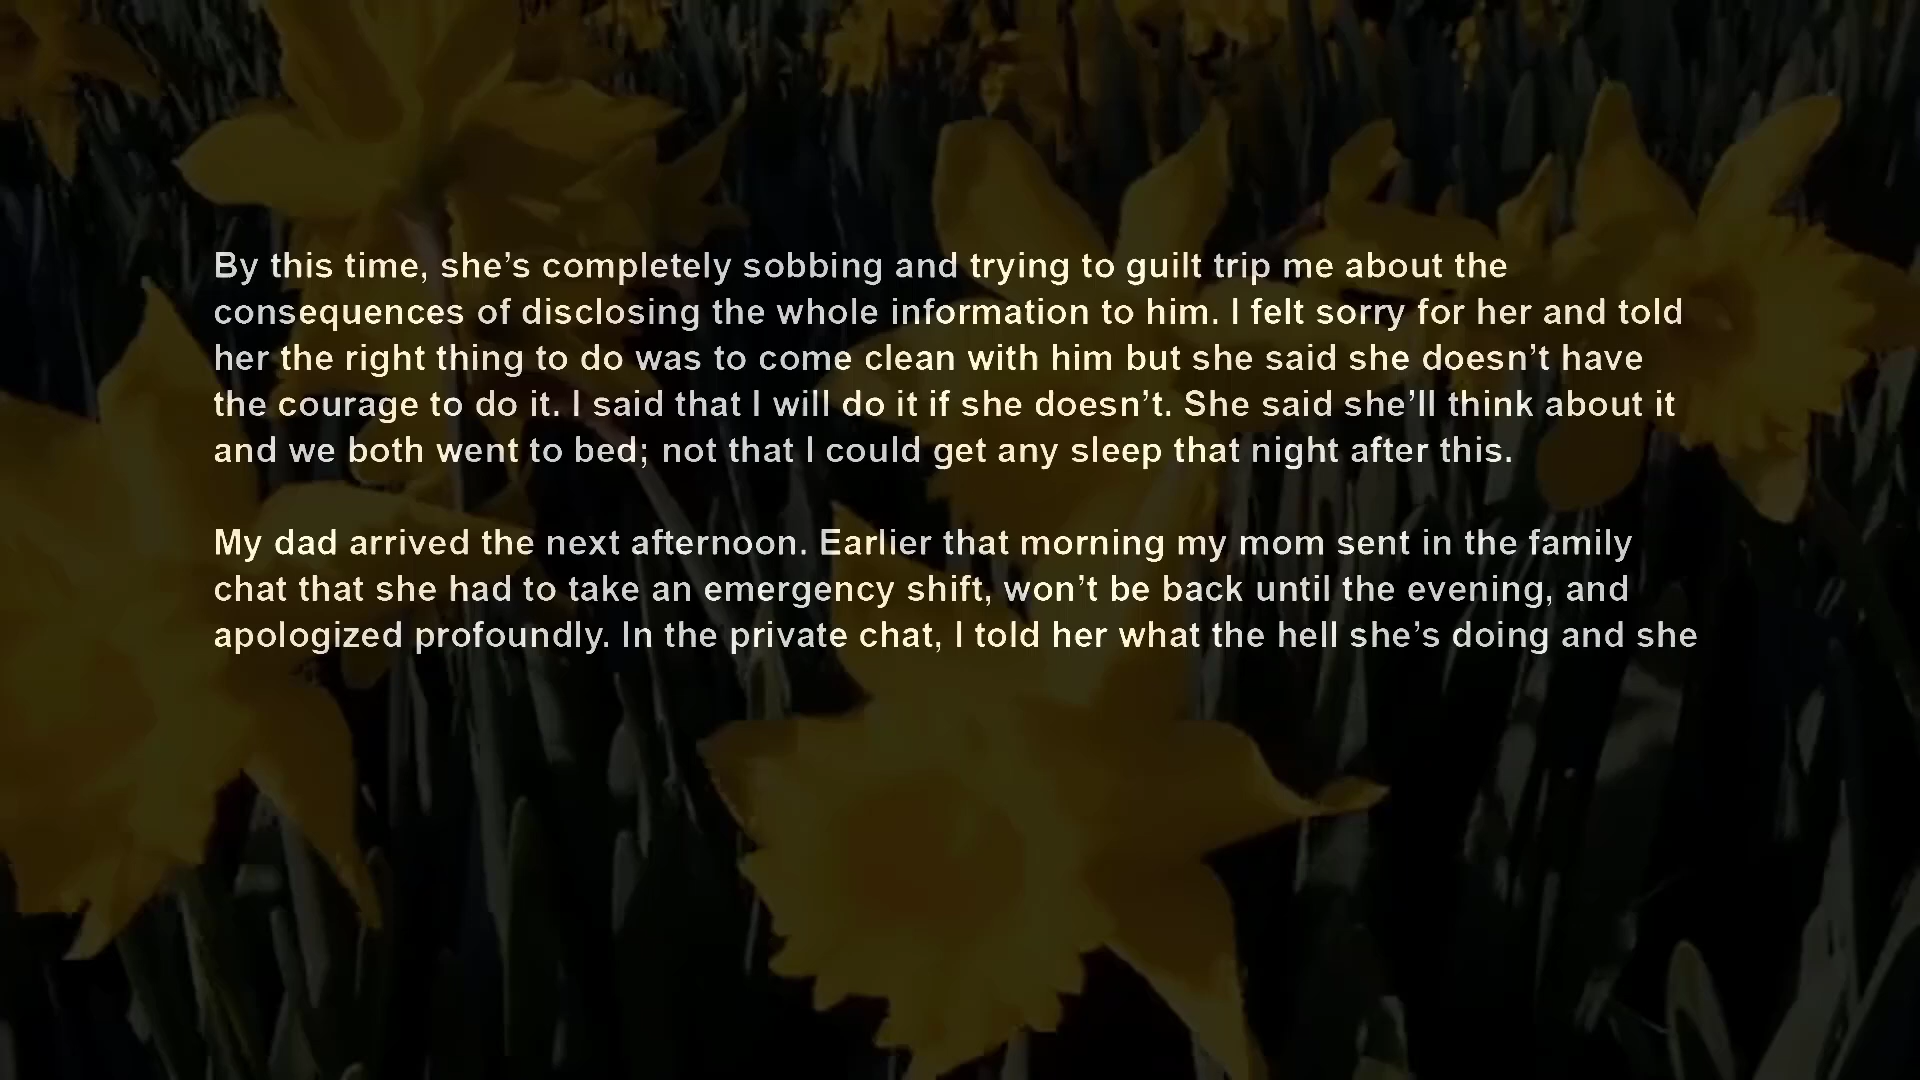 By this time, she’s completely sobbing and trying to guilt trip me about the
consequences of disclosing the whole information to him. I felt sorry for her and told
her the right thing to do was to come clean with him but she said she doesn’t have
the courage to do it. I said that I will do it if she doesn’t. She said she’ll think about it
and we both went to bed; not that I could get any sleep that night after this.
My dad arrived the next afternoon. Earlier that morning my mom sent in the family
chat that she had to take an emergency shift, won’t be back until the evening, and
apologized profoundly. In the private chat, I told her what the hell she’s doing and she